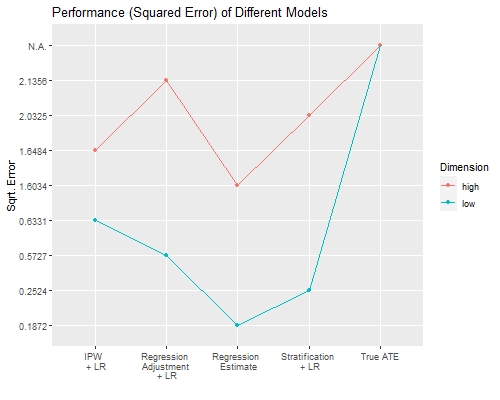 Performance (Squared Error) of Different Models
Sqrt. Error
N.A.
2.1356
2.0325
1.6484
1.6034
0.6331
0.5727
0.2524
0.1872
IPW
+ LR
Regression
Adjustment
+ LR
Regression
Estimate
Stratification
+ LR
True ATE
Dimension
high
low